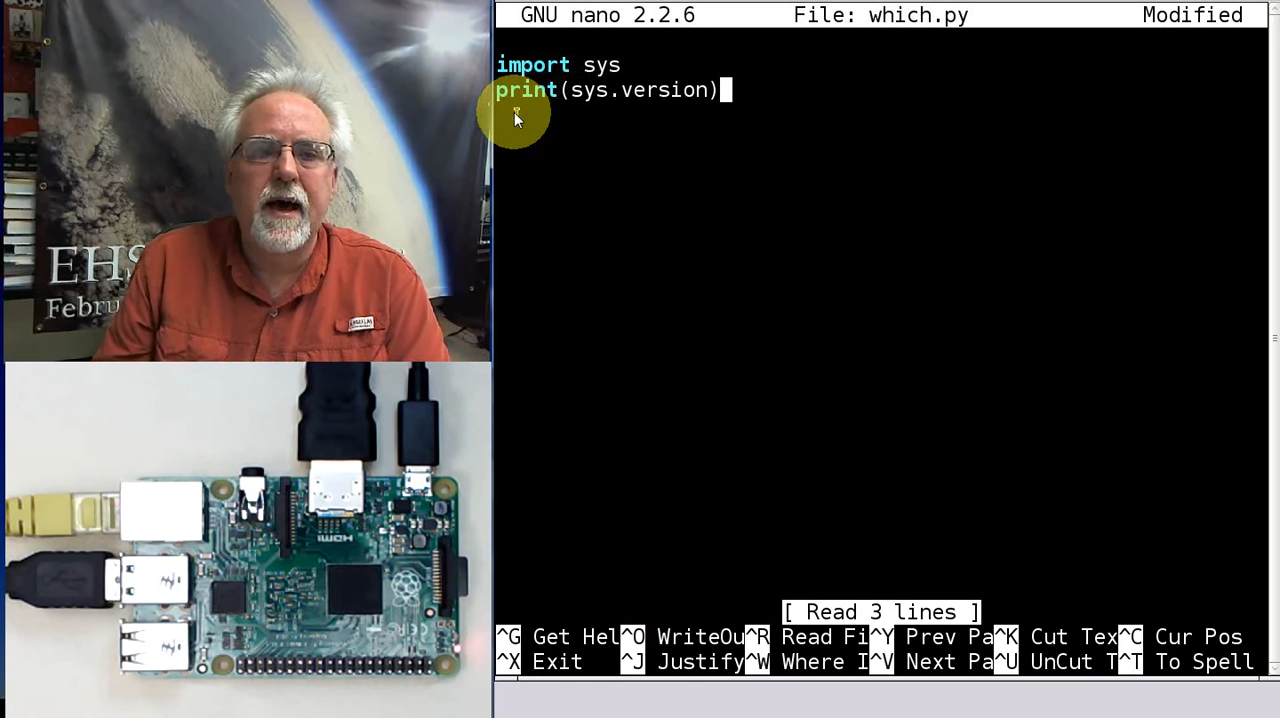 GNU nano 2.2.6 File: which.py Modified
import sys
print(sys.version)
[ Read 3 lines ]
^G Get Hel^O WriteOu^R Read Fi^Y Prev Pa^K Cut Tex^C Cur Pos
^X Exit ^J Justify^W Where I^V Next Pa^U UnCut T^T To Spell
EHS
Febru
HDMI